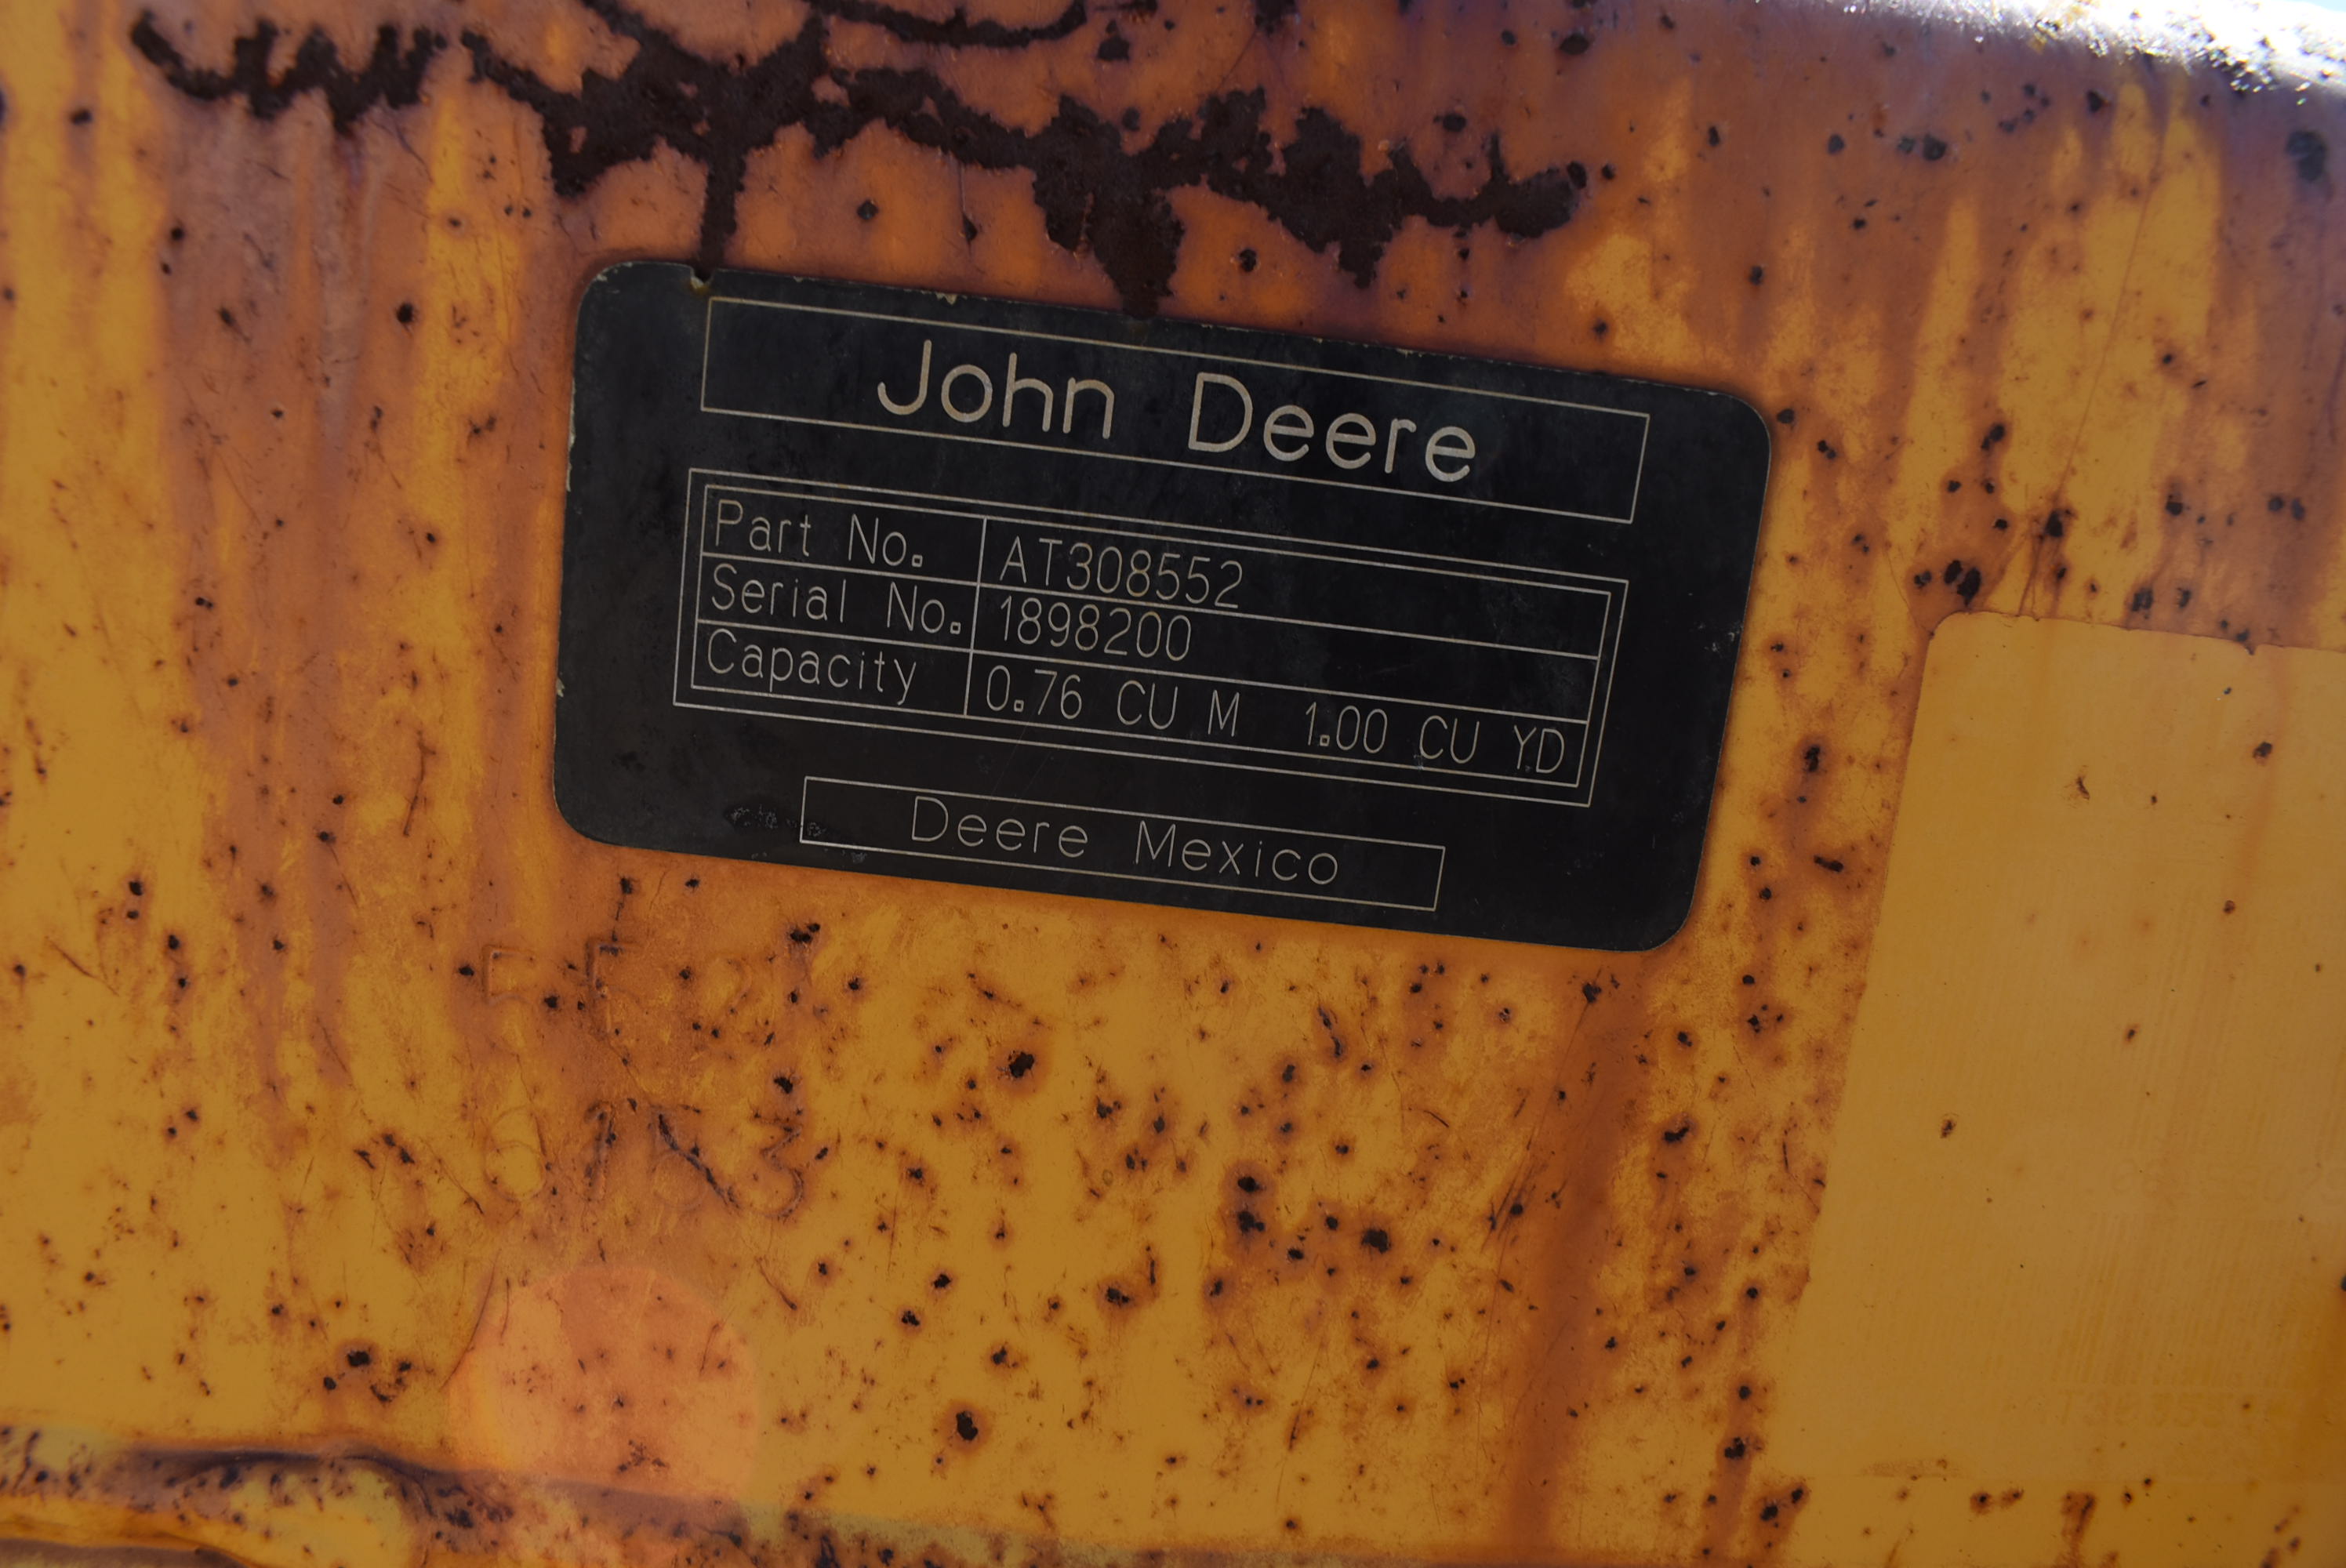 John Deere
Part No. AT308552
Serial No. 1898200
Capacity 0.76 CU M 1.00 CU YD
Deere Mexico